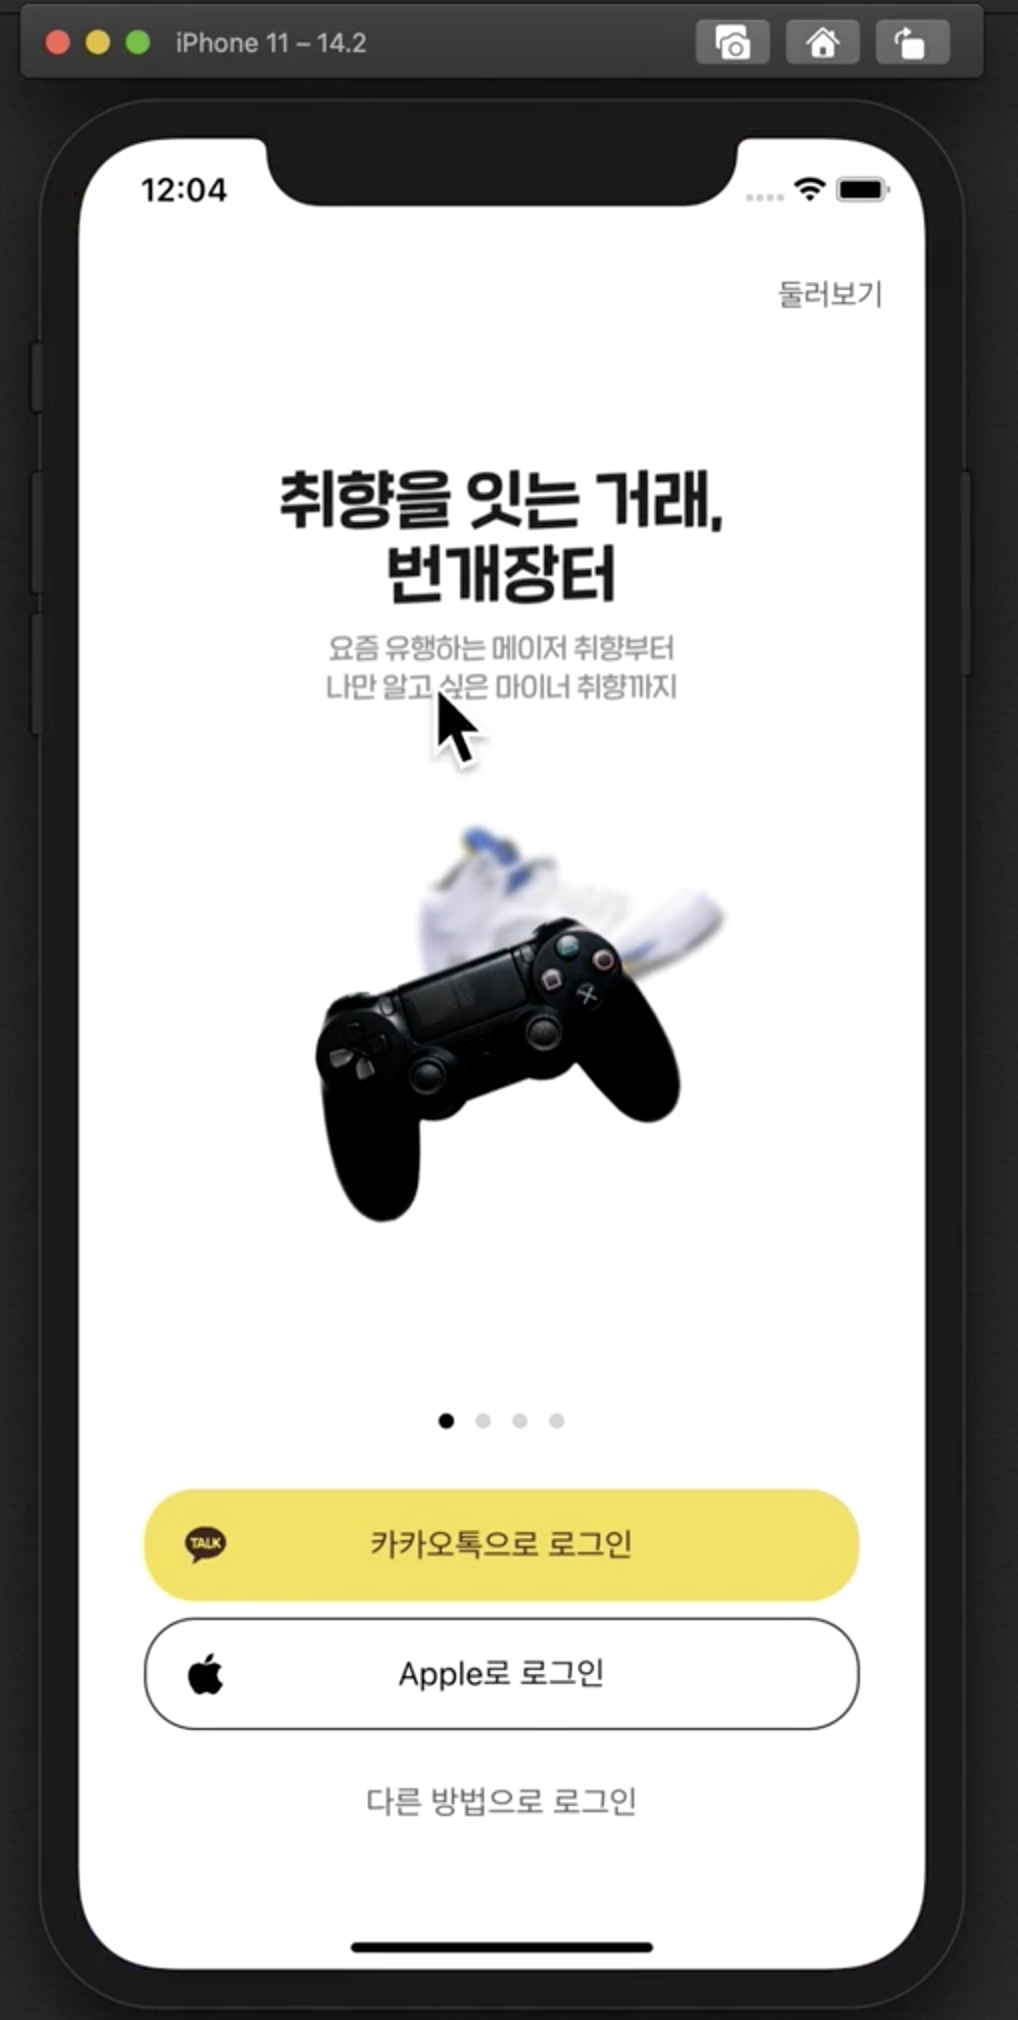 iPhone 11 – 14.2
12:04
둘러보기
취향을 잇는 거래,
번개장터
요즘 유행하는 메이저 취향부터
나만 알고 싶은 마이너 취향까지
TALK
카카오톡으로 로그인
Apple로 로그인
다른 방법으로 로그인